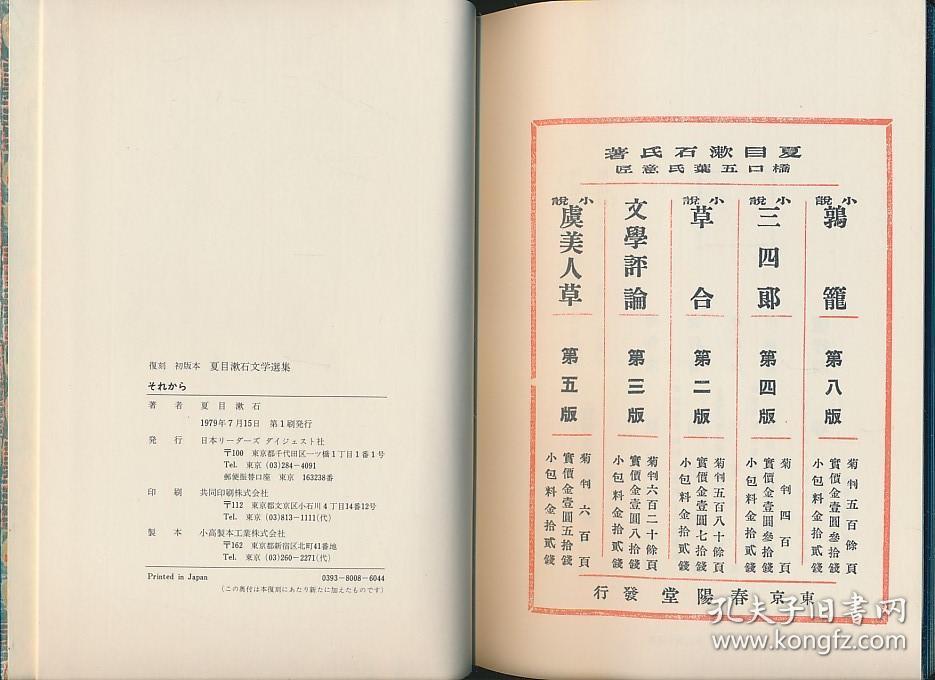 夏目漱石氏著
橋口五葉氏意匠
小説
鶉籠
第八版
菊判五百餘頁
實價金壹圓叁拾錢
小包料金拾貳錢
小説
三四郎
第四版
菊判四百頁
實價金壹圓叁拾錢
小包料金拾貳錢
小説
草合
第二版
菊判五百八十餘頁
實價金壹圓七拾錢
小包料金拾貳錢
文學評論
第三版
菊判六百二十餘頁
實價金壹圓八拾錢
小包料金拾貳錢
小説
虞美人草
第五版
菊判六百頁
實價金壹圓五拾錢
小包料金拾貳錢
東京春陽堂發行
復刻 初版本 夏目漱石文学選集
それから
著者 夏目漱石
1979年7月15日 第1刷発行
発行 日本リーダーズ ダイジェスト社
〒100 東京都千代田区一ツ橋1丁目1番1号
Tel. 東京 (03)284-4091
郵便振替口座 東京 163238番
印刷 共同印刷株式会社
〒112 東京都文京区小石川4丁目14番12号
Tel. 東京(03)813-1111(代)
製本 小高製本工業株式会社
〒162 東京都新宿区北町41番地
Tel. 東京(03)260-2271(代)
Printed in Japan 0393-8008-6044
(この奥付は本復刻にあたり新たに加えたものです)
孔夫子旧书网
www.kongfz.com